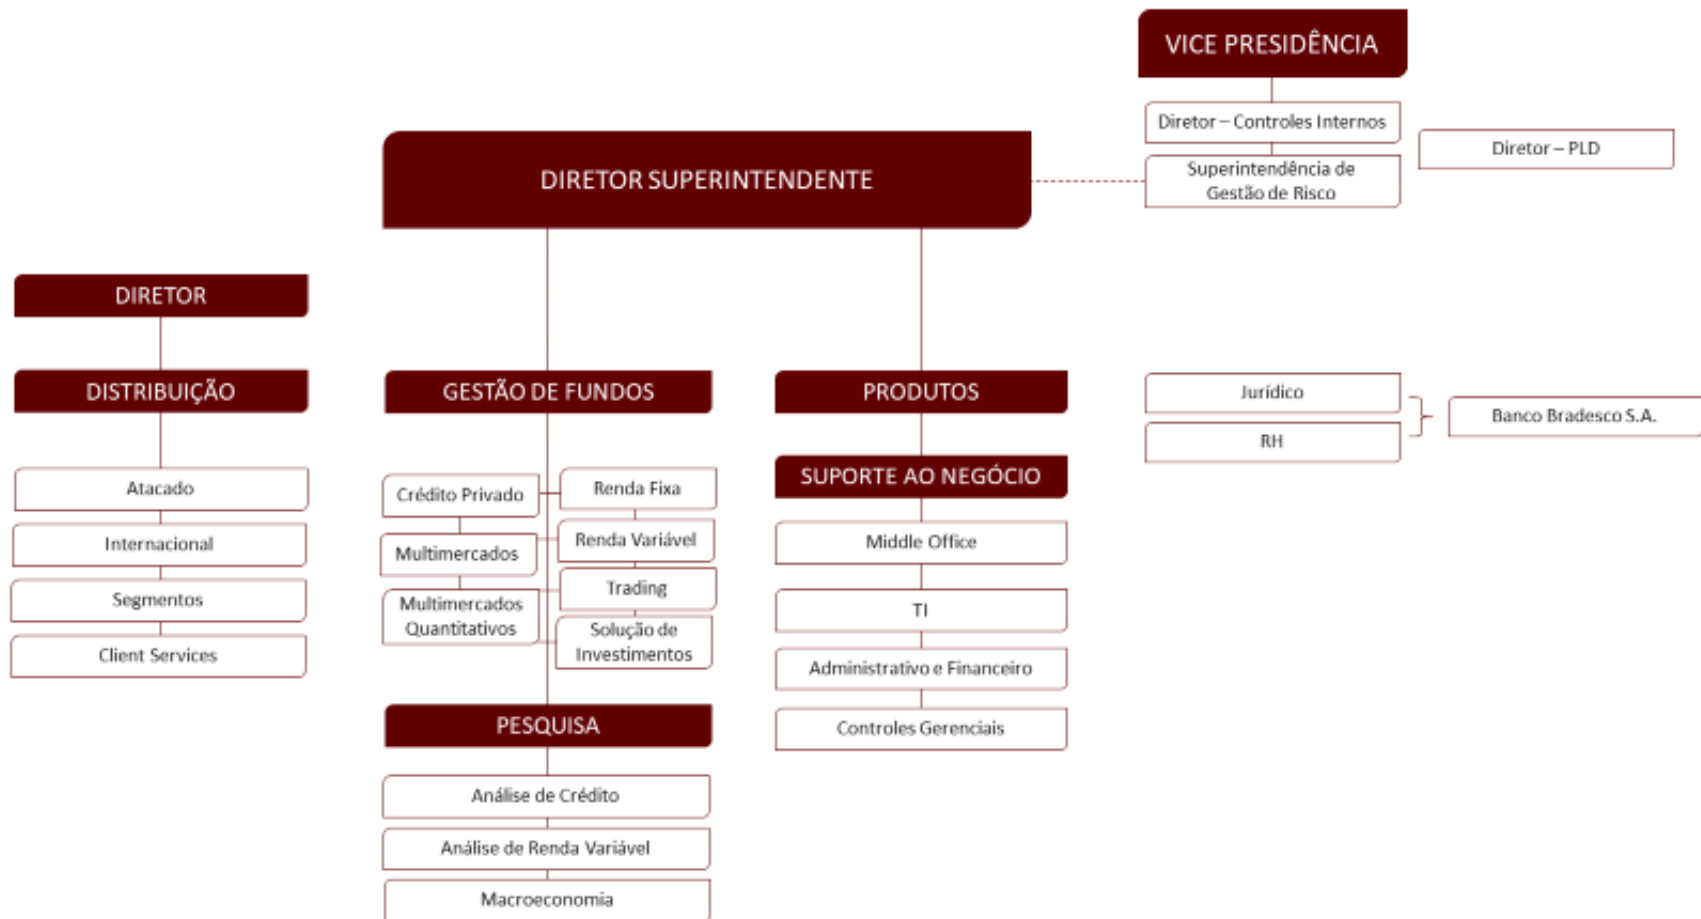 VICE PRESIDÊNCIA
Diretor – Controles Internos
Diretor – PLD
Superintendência de
Gestão de Risco
DIRETOR SUPERINTENDENTE
DIRETOR
DISTRIBUIÇÃO
Atacado
Internacional
Segmentos
Client Services
GESTÃO DE FUNDOS
Crédito Privado
Renda Fixa
Multimercados
Renda Variável
Multimercados
Quantitativos
Trading
Solução de
Investimentos
PESQUISA
Análise de Crédito
Análise de Renda Variável
Macroeconomia
PRODUTOS
SUPORTE AO NEGÓCIO
Middle Office
TI
Administrativo e Financeiro
Controles Gerenciais
Jurídico
RH
Banco Bradesco S.A.